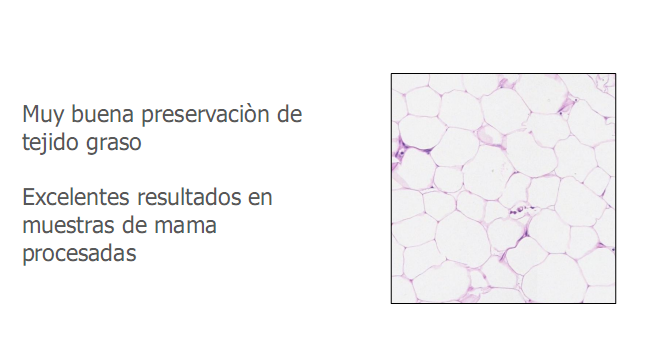 Muy buena preservaciòn de
tejido graso
Excelentes resultados en
muestras de mama
procesadas